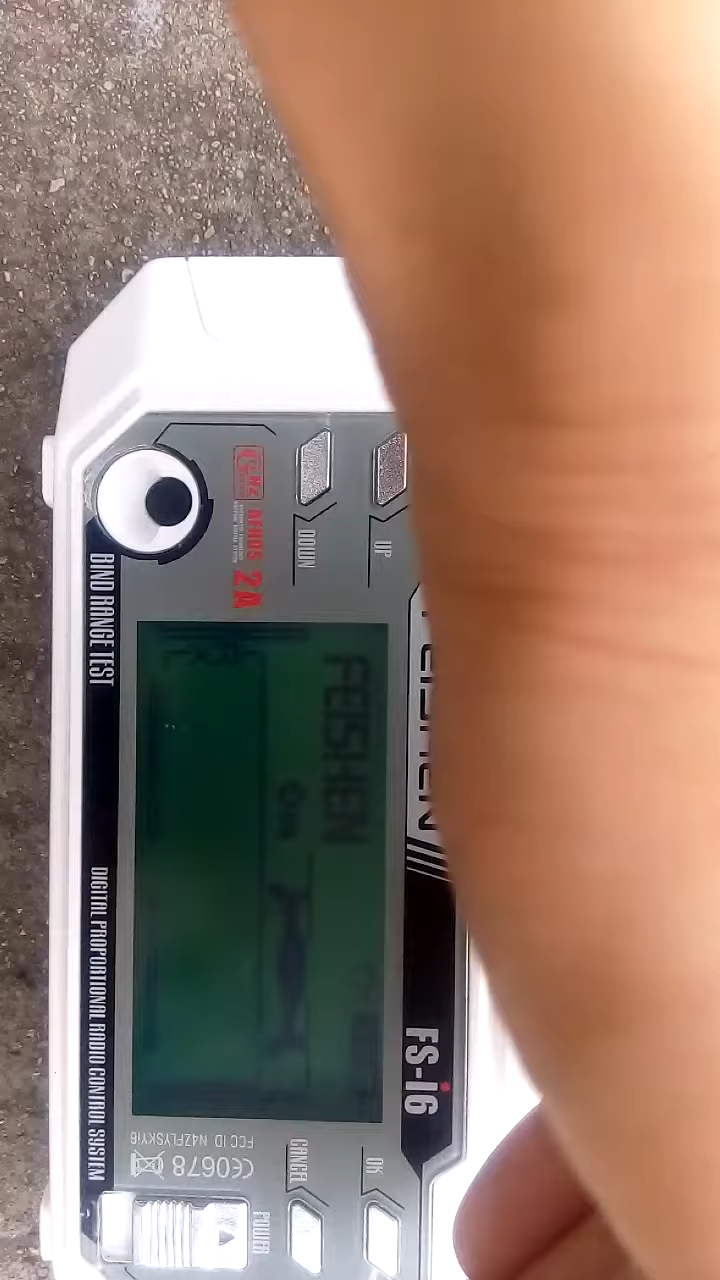 UP
DOWN
AFHDS 2A
FEISHEN
FS-i6
BIND RANGE TEST
DIGITAL PROPORTIONAL RADIO CONTROL SYSTEM
OK
CANCEL
CE0678
FCC ID N4ZFLYSKYI6
POWER